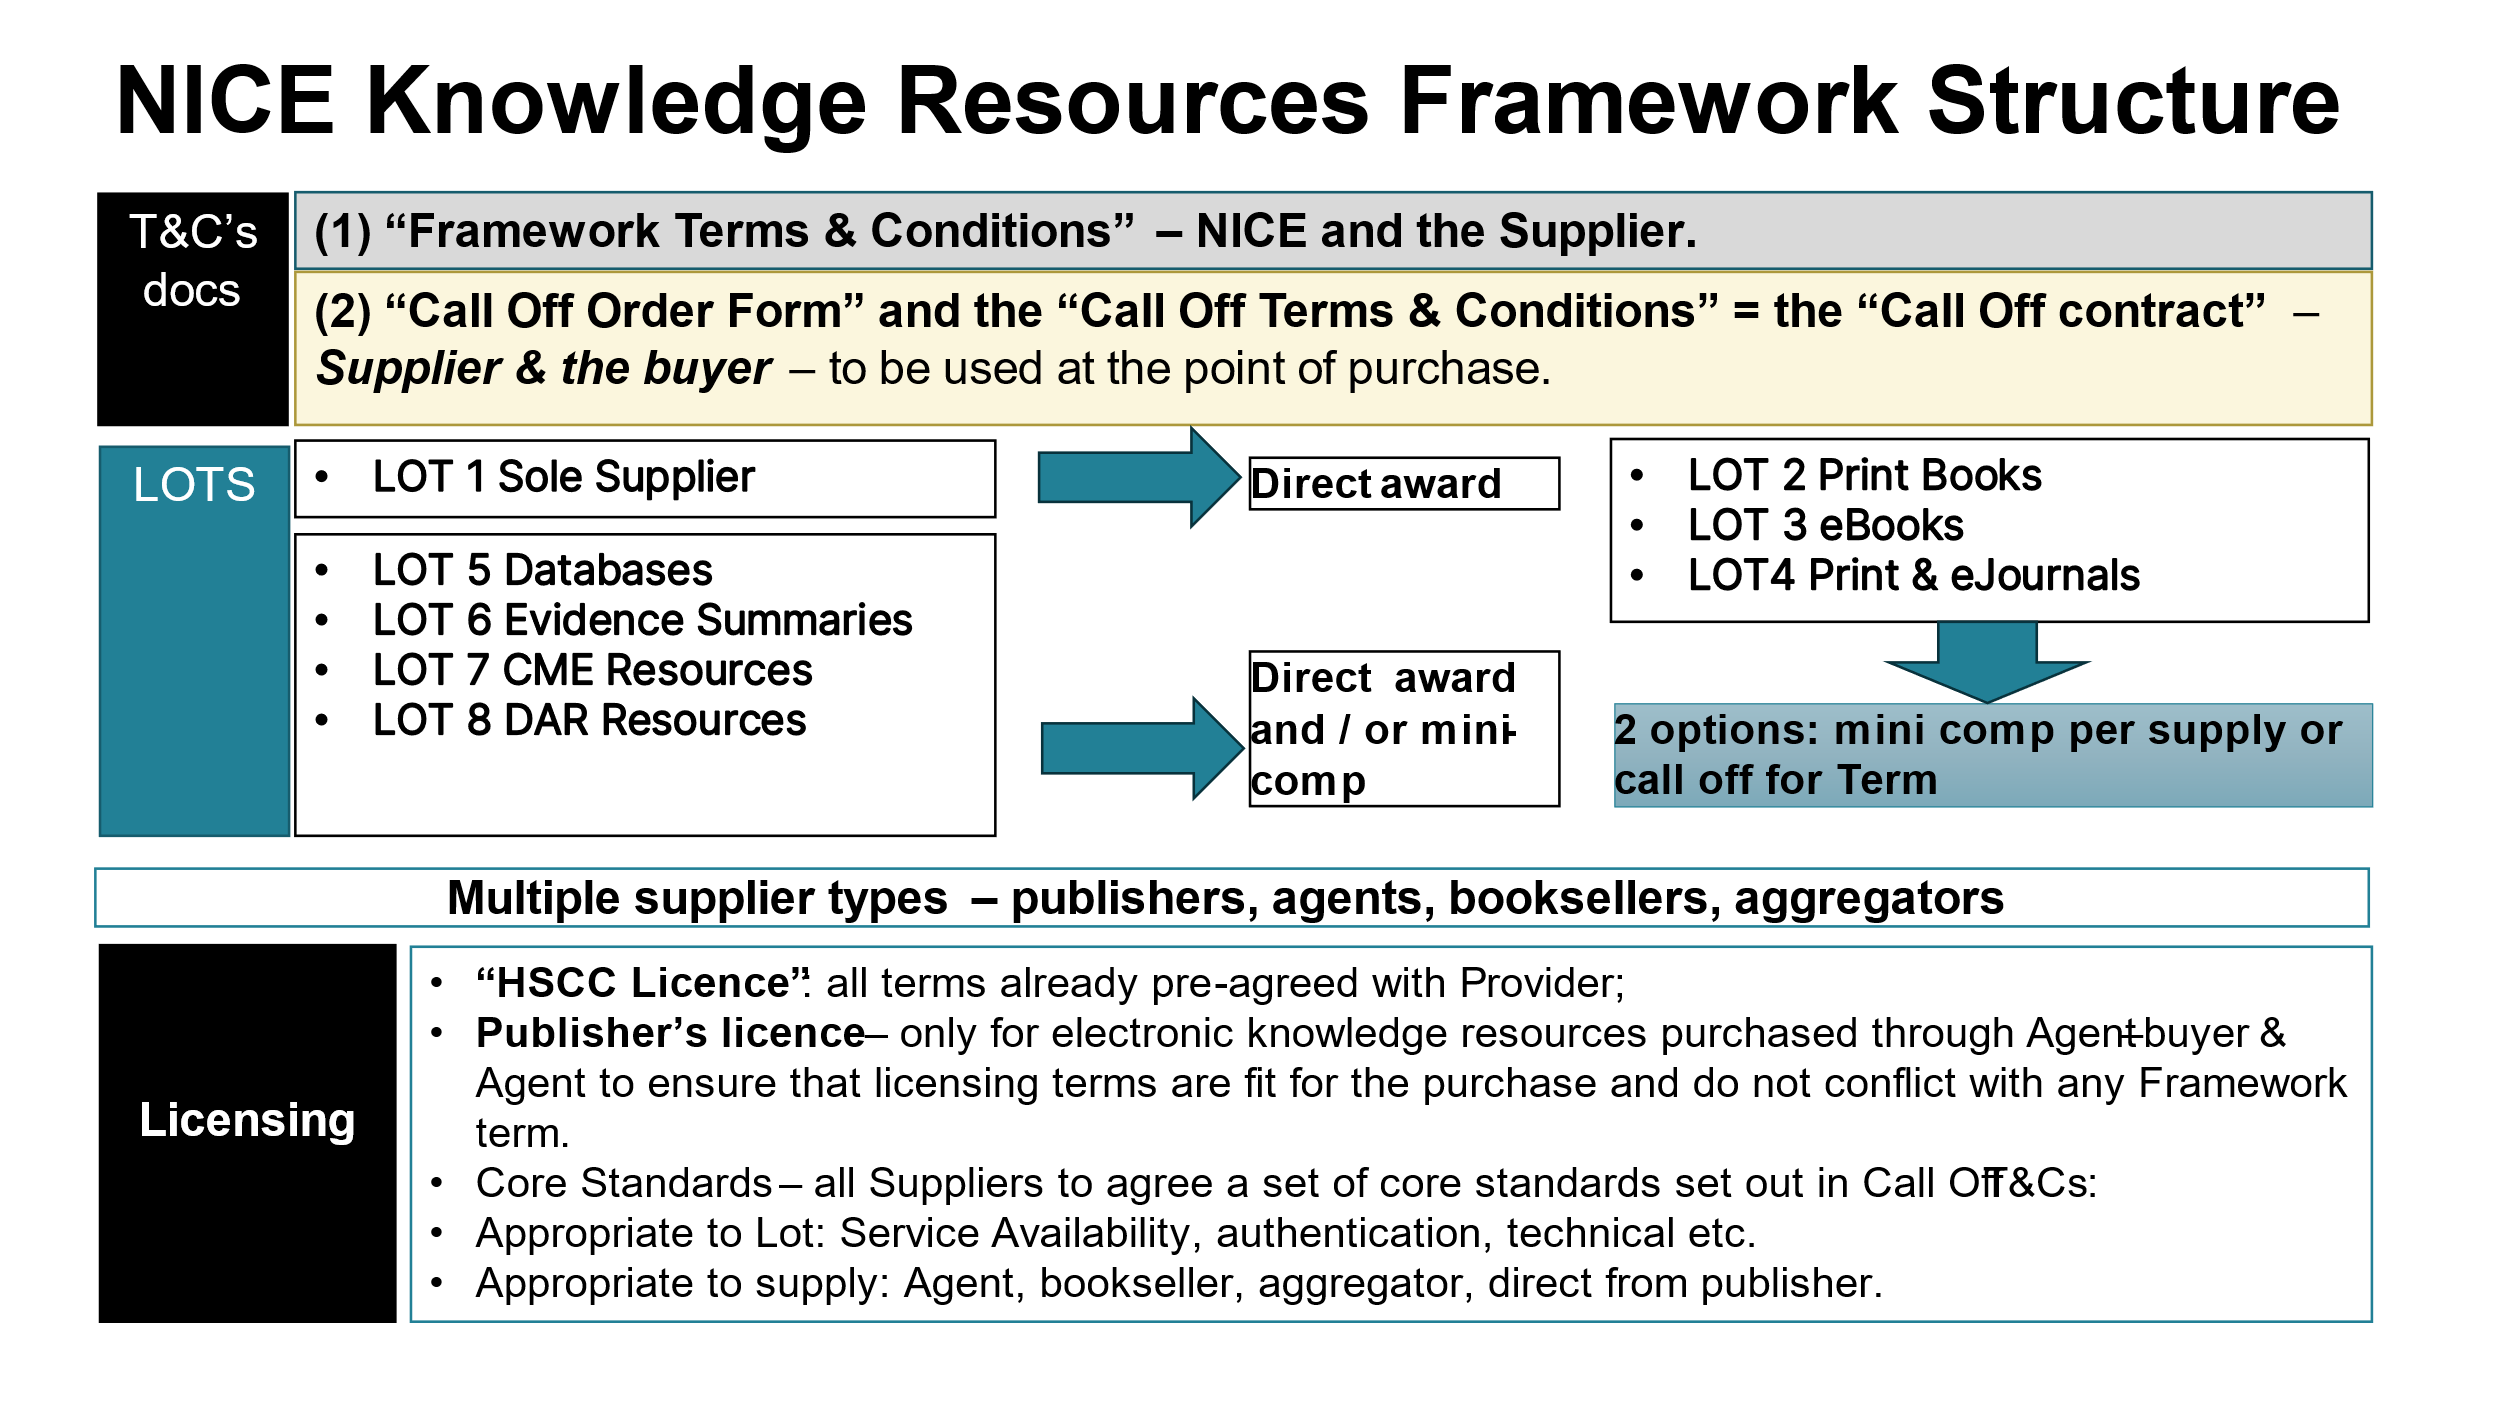 NICE Knowledge Resources Framework Structure
T&C’s
docs
(1) “Framework Terms & Conditions” – NICE and the Supplier.
(2) “Call Off Order Form” and the “Call Off Terms & Conditions” = the “Call Off contract” –
Supplier & the buyer – to be used at the point of purchase.
LOTS
• LOT 1 Sole Supplier
Direct award
• LOT 2 Print Books
• LOT 3 eBooks
• LOT4 Print & eJournals
• LOT 5 Databases
• LOT 6 Evidence Summaries
• LOT 7 CME Resources
• LOT 8 DAR Resources
Direct award
and / or mini-
comp
2 options: mini comp per supply or
call off for Term
Multiple supplier types – publishers, agents, booksellers, aggregators
Licensing
• “HSCC Licence”: all terms already pre-agreed with Provider;
• Publisher’s licence – only for electronic knowledge resources purchased through Agent – buyer &
Agent to ensure that licensing terms are fit for the purchase and do not conflict with any Framework
term.
• Core Standards – all Suppliers to agree a set of core standards set out in Call Off T&Cs:
• Appropriate to Lot: Service Availability, authentication, technical etc.
• Appropriate to supply: Agent, bookseller, aggregator, direct from publisher.